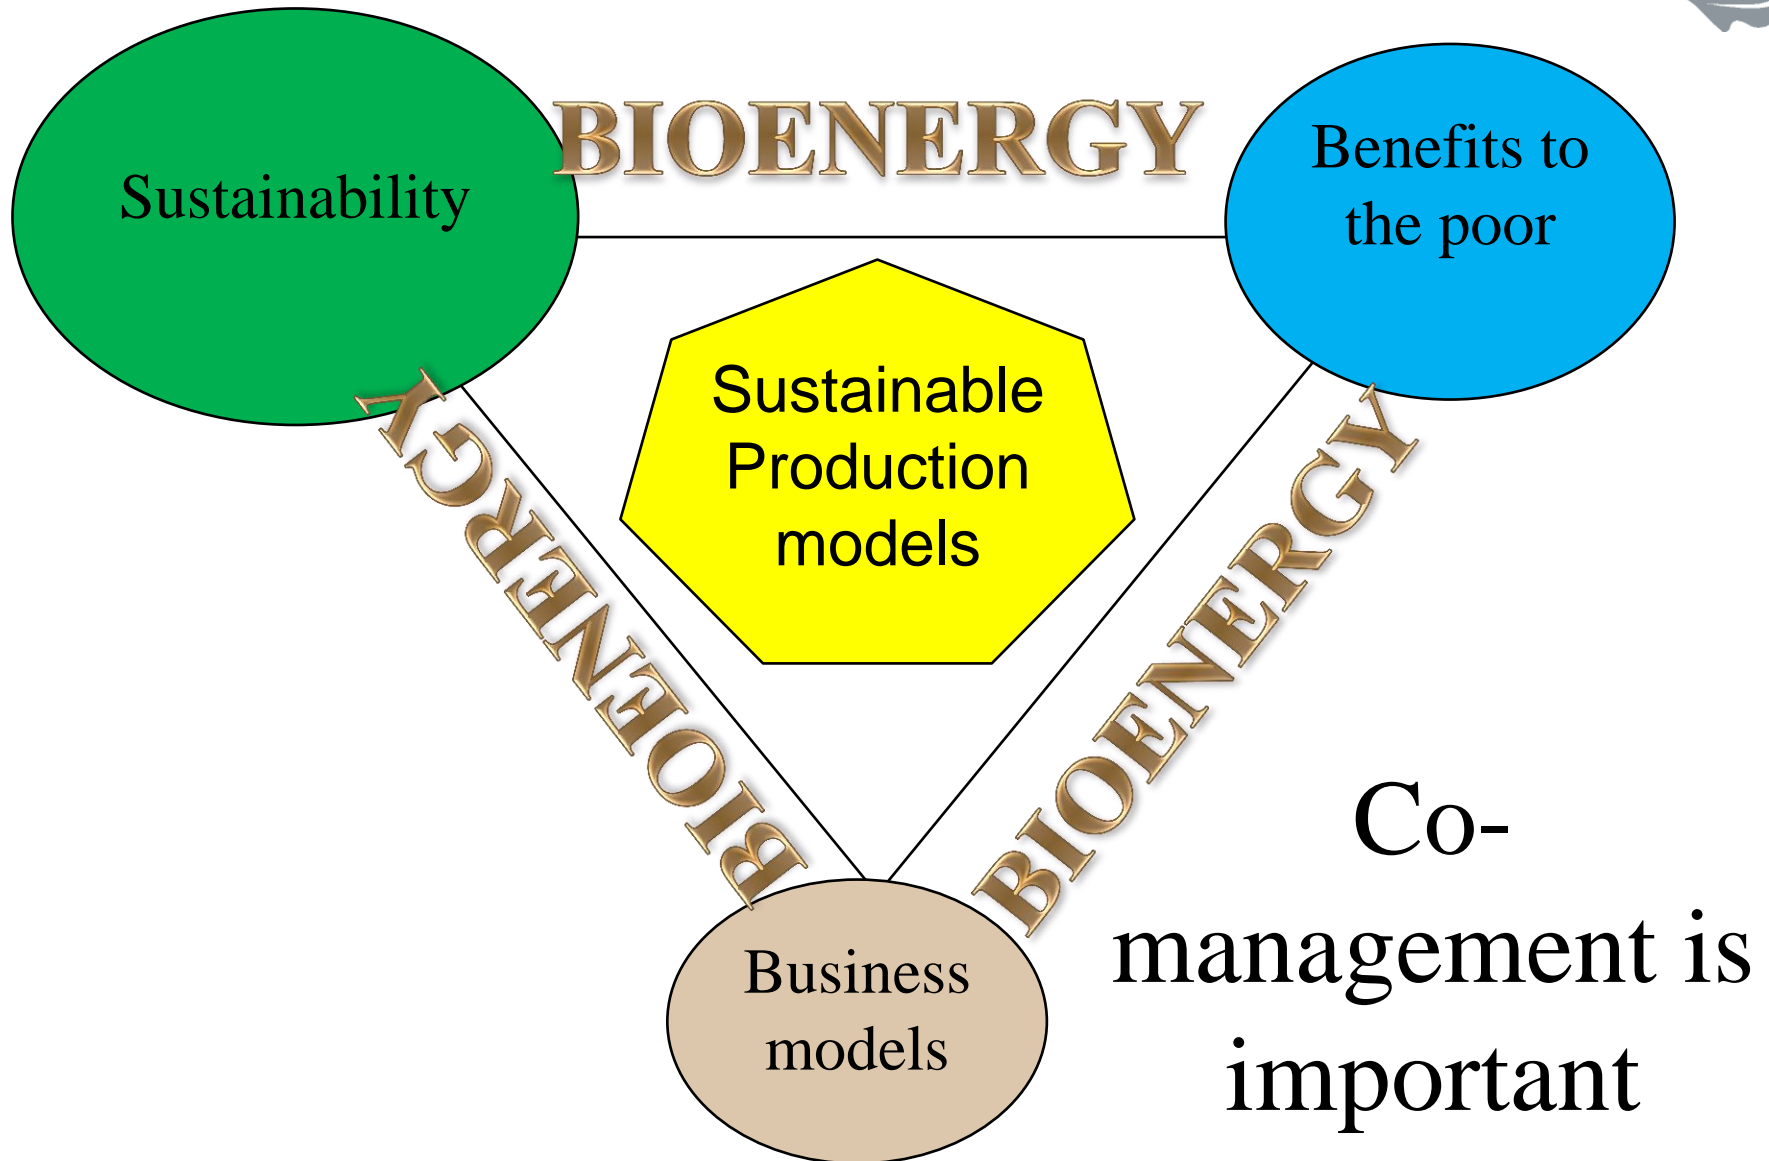 BIOENERGY
Sustainability
Benefits to
the poor
Sustainable
Production
models
BIOENERGY
BIOENERGY
Business
models
Co-
management is
important